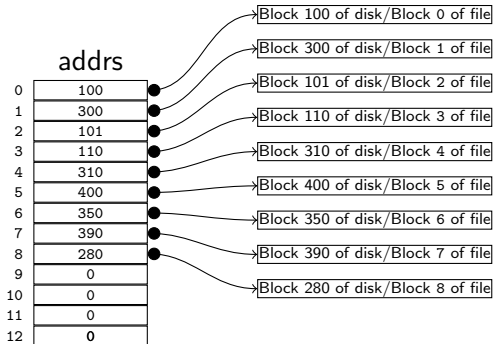 addrs
0 100
1 300
2 101
3 110
4 310
5 400
6 350
7 390
8 280
9 0
10 0
11 0
12 0
Block 100 of disk/Block 0 of file
Block 300 of disk/Block 1 of file
Block 101 of disk/Block 2 of file
Block 110 of disk/Block 3 of file
Block 310 of disk/Block 4 of file
Block 400 of disk/Block 5 of file
Block 350 of disk/Block 6 of file
Block 390 of disk/Block 7 of file
Block 280 of disk/Block 8 of file